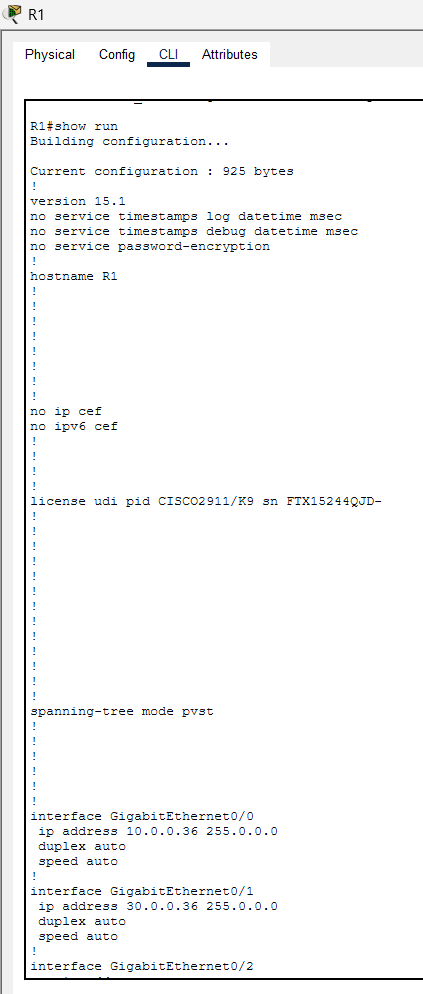 R1
Physical Config CLI Attributes
R1#show run
Building configuration...
Current configuration : 925 bytes
!
version 15.1
no service timestamps log datetime msec
no service timestamps debug datetime msec
no service password-encryption
!
hostname R1
!
!
!
!
!
!
!
!
no ip cef
no ipv6 cef
!
!
!
!
license udi pid CISCO2911/K9 sn FTX15244QJD-
!
!
!
!
!
!
!
!
!
!
!
!
!
spanning-tree mode pvst
!
!
!
!
!
!
interface GigabitEthernet0/0
ip address 10.0.0.36 255.0.0.0
duplex auto
speed auto
!
interface GigabitEthernet0/1
ip address 30.0.0.36 255.0.0.0
duplex auto
speed auto
!
interface GigabitEthernet0/2